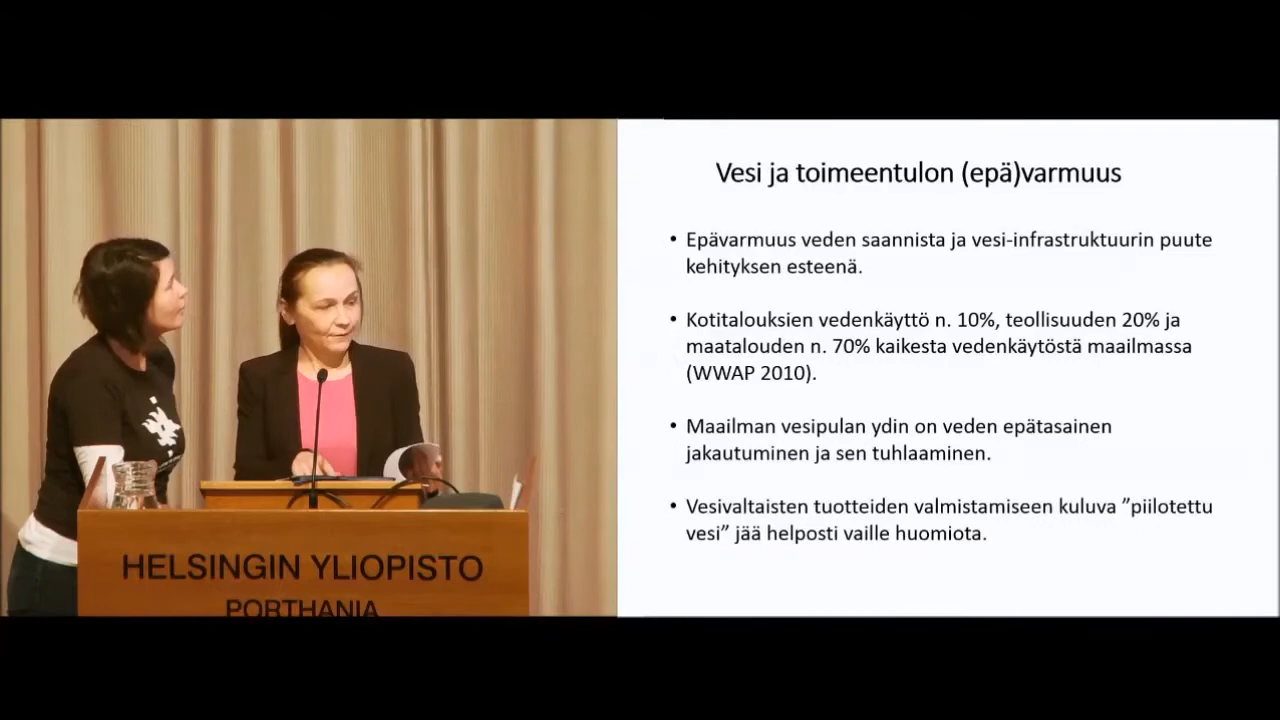 Vesi ja toimeentulon (epä)varmuus
• Epävarmuus veden saannista ja vesi-infrastruktuurin puute
kehityksen esteenä.
• Kotitalouksien vedenkäyttö n. 10%, teollisuuden 20% ja
maatalouden n. 70% kaikesta vedenkäytöstä maailmassa
(WWAP 2010).
• Maailman vesipulan ydin on veden epätasainen
jakautuminen ja sen tuhlaaminen.
• Vesivaltaisten tuotteiden valmistamiseen kuluva ”piilotettu
vesi” jää helposti vaille huomiota.
HELSINGIN YLIOPISTO
PORTHANIA